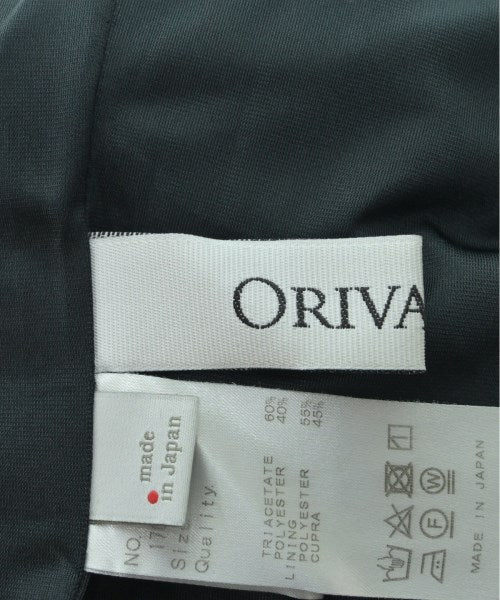 ORIVA
made
in Japan
NO.
17
Siz
Quality.
TRIACETATE 60%
POLYESTER 40%
LINING
POLYESTER 55%
CUPRA 45%
W
F
MADE IN JAPAN